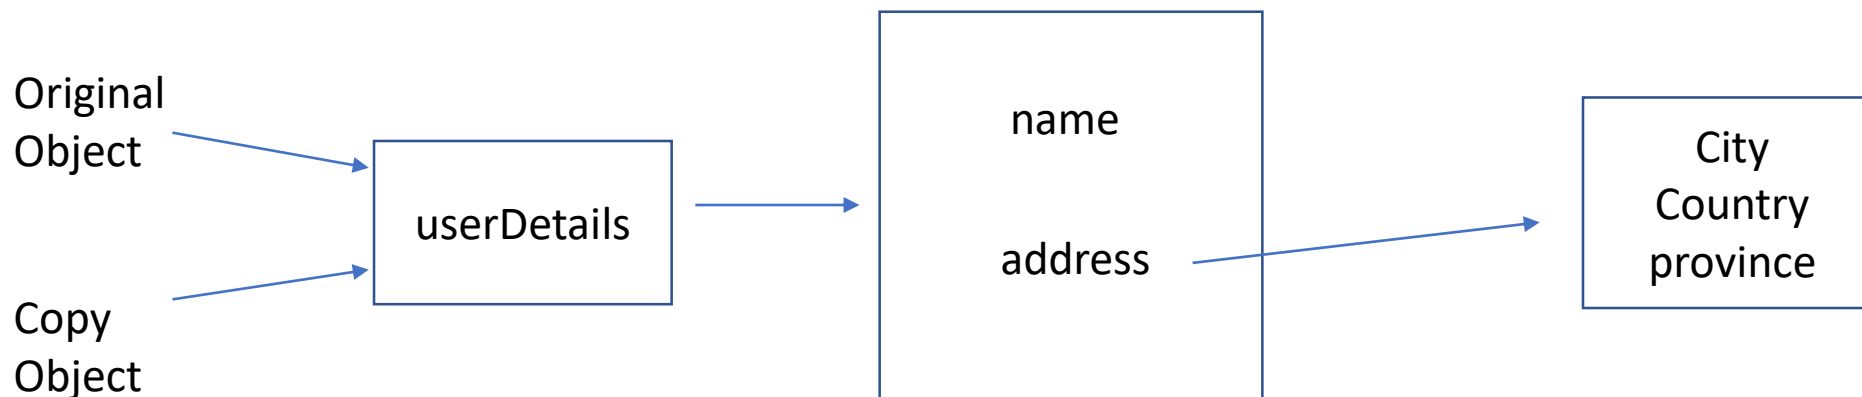 Original
Object
Copy
Object
userDetails
name
address
City
Country
province